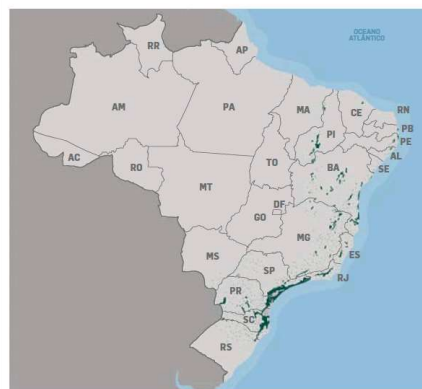 RR
AP
OCEANO
ATLÂNTICO
AM
PA
MA
CE
RN
PB
PE
AL
SE
PI
AC
RO
TO
BA
MT
DF
GO
MG
MS
ES
SP
RJ
PR
SC
RS